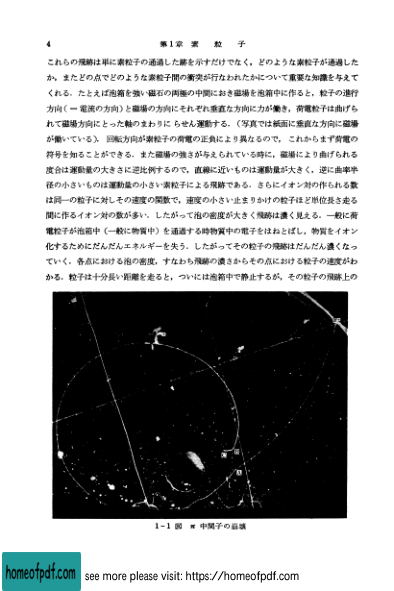 4 第1章 素 粒 子
これらの飛跡は単に素粒子の通過した跡を示すだけでなく，どのような素粒子が通過した
か，またどの点でどのような素粒子間の衝突が行なわれたかについて重要な知識を与えて
くれる．たとえば泡箱を強い磁石の両極の中間におき磁場を泡箱中に作ると，粒子の進行
方向(＝電流の方向)と磁場の方向にそれぞれ垂直な方向に力が働き，荷電粒子は曲げら
れて磁場方向にとった軸のまわりにらせん運動する．(写真では紙面に垂直な方向に磁場
が働いている)．回転方向が素粒子の荷電の正負により異なるので，これからまず荷電の
符号を知ることができる．また磁場の強さが与えられている時に，磁場により曲げられる
度合は運動量の大きさに逆比例するので，直線に近いものは運動量が大きく，逆に曲率半
径の小さいものは運動量の小さい素粒子による飛跡である．さらにイオン対の作られる数
は同一の粒子に対しその速度の関数で，速度の小さい止まりかけの粒子ほど単位長さ走る
間に作るイオン対の数が多い．したがって泡の密度が大きく飛跡は濃く見える．一般に荷
電粒子が泡箱中(一般に物質中)を通過する時物質中の電子をはねとばし，物質をイオン
化するためにだんだんエネルギーを失う．したがってその粒子の飛跡はだんだん濃くなっ
ていく．各点における泡の密度，すなわち飛跡の濃さからその点における粒子の速度がわ
かる．粒子は十分長い距離を走ると，ついには泡箱中で静止するが，その粒子の飛跡上の
1-1 図 π 中間子の崩壊
homeofpdf.com
see more please visit: https://homeofpdf.com